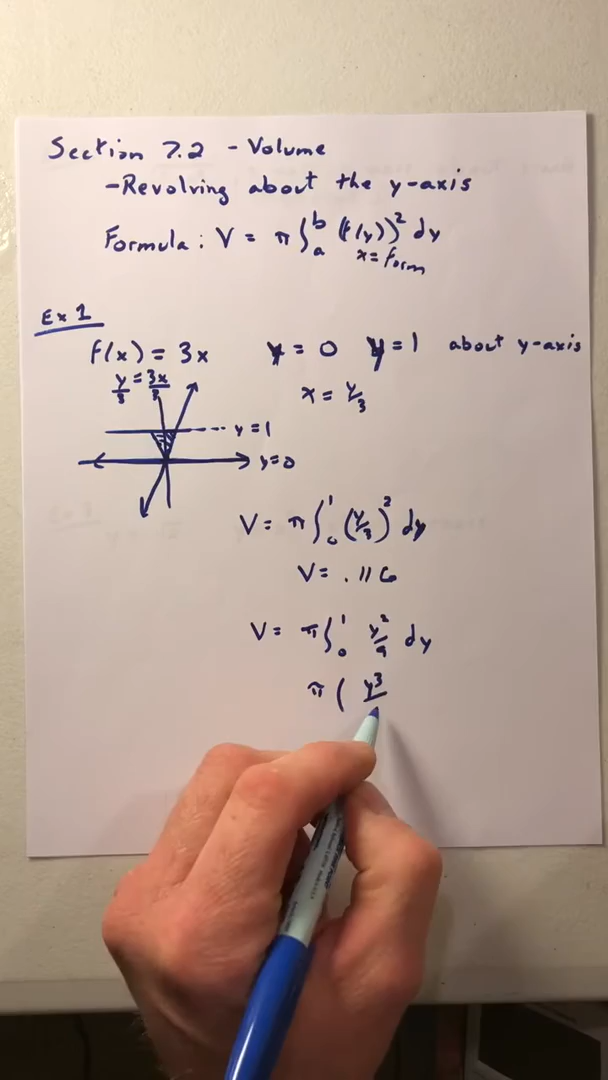 Section 7.2 - Volume
-Revolving about the y-axis
Formula: V = π∫ₐᵇ (f(y))² dy
x = form
Ex 1
f(x) = 3x y = 0 y = 1 about y-axis
y/3 = 3x/3 x = y/3
y = 1
y=0
V = π∫₀¹ (y/3)² dy
V = .116
V = π∫₀¹ y²/9 dy
π ( y³